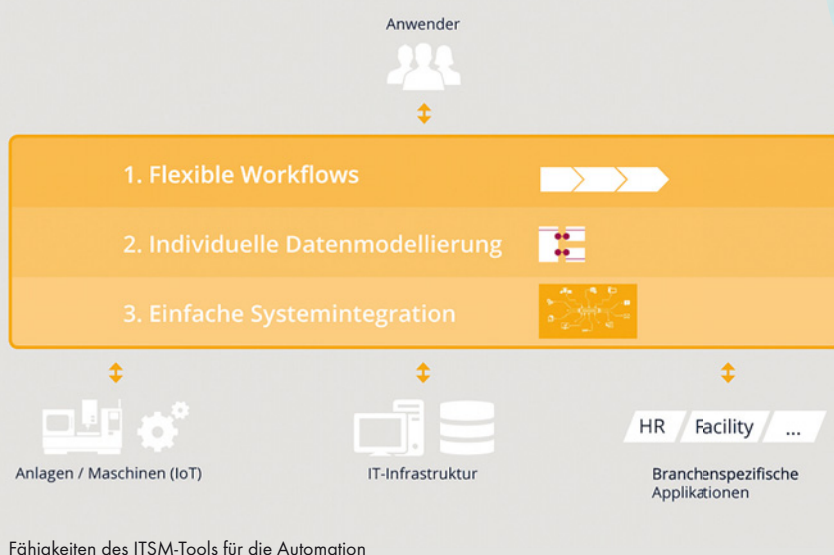 Anwender
1. Flexible Workflows
2. Individuelle Datenmodellierung
3. Einfache Systemintegration
HR Facility ...
Anlagen / Maschinen (IoT)
IT-Infrastruktur
Branchenspezifische
Applikationen
Fähigkeiten des ITSM-Tools für die Automation